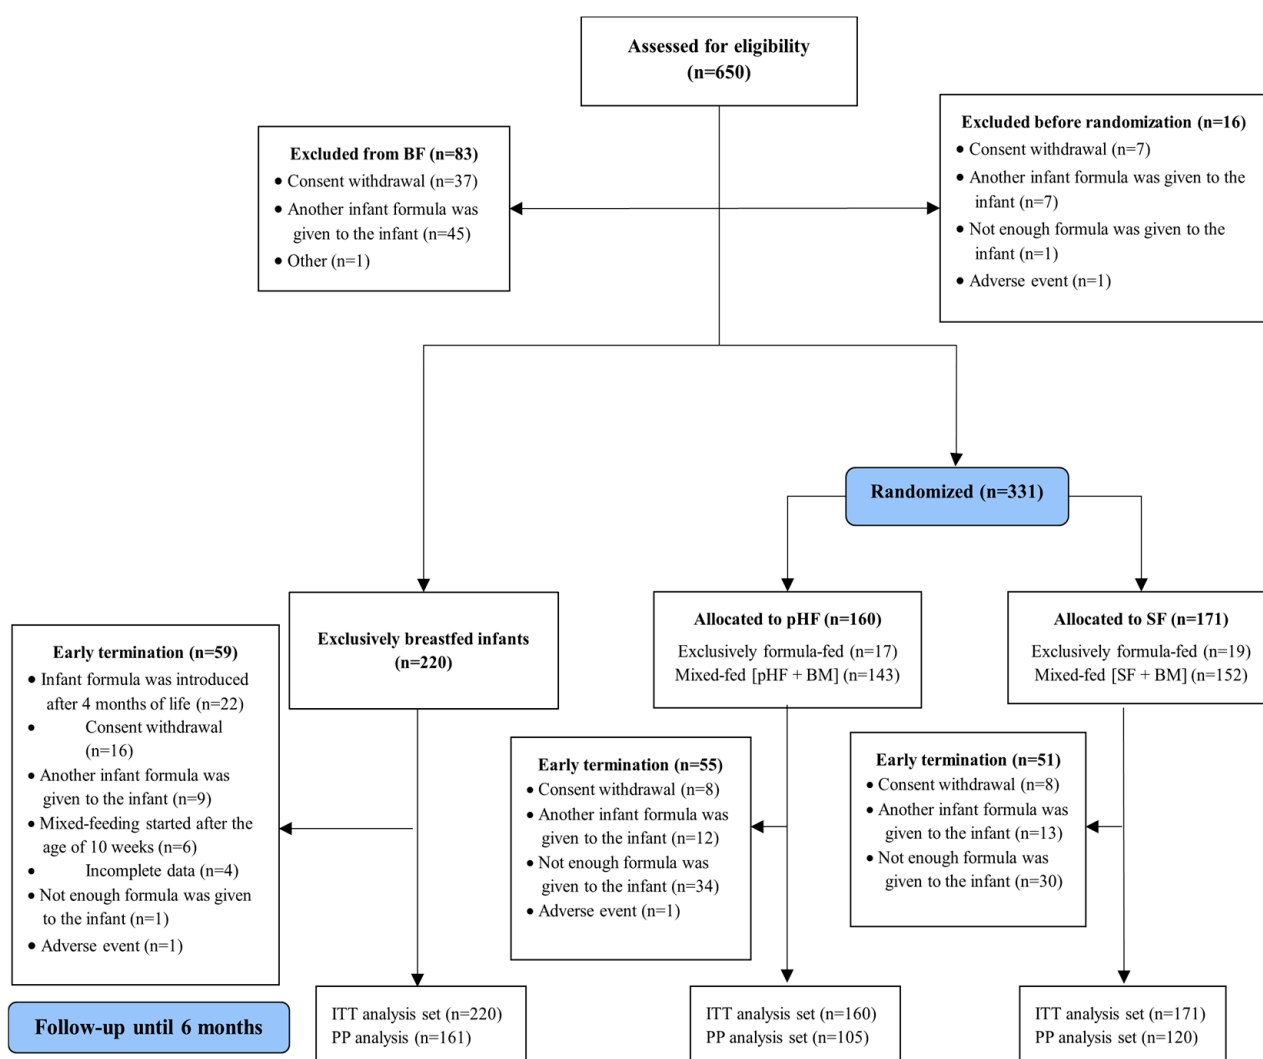 Assessed for eligibility
(n=650)
Excluded from BF (n=83)
● Consent withdrawal (n=37)
● Another infant formula was
given to the infant (n=45)
● Other (n=1)
Excluded before randomization (n=16)
● Consent withdrawal (n=7)
● Another infant formula was given to the
infant (n=7)
● Not enough formula was given to the
infant (n=1)
● Adverse event (n=1)
Randomized (n=331)
Exclusively breastfed infants
(n=220)
Allocated to pHF (n=160)
Exclusively formula-fed (n=17)
Mixed-fed [pHF + BM] (n=143)
Allocated to SF (n=171)
Exclusively formula-fed (n=19)
Mixed-fed [SF + BM] (n=152)
Early termination (n=59)
● Infant formula was introduced
after 4 months of life (n=22)
● Consent withdrawal
(n=16)
● Another infant formula was
given to the infant (n=9)
● Mixed-feeding started after the
age of 10 weeks (n=6)
● Incomplete data (n=4)
● Not enough formula was given
to the infant (n=1)
● Adverse event (n=1)
Early termination (n=55)
● Consent withdrawal (n=8)
● Another infant formula was
given to the infant (n=12)
● Not enough formula was
given to the infant (n=34)
● Adverse event (n=1)
Early termination (n=51)
● Consent withdrawal (n=8)
● Another infant formula was
given to the infant (n=13)
● Not enough formula was
given to the infant (n=30)
Follow-up until 6 months
ITT analysis set (n=220)
PP analysis (n=161)
ITT analysis set (n=160)
PP analysis set (n=105)
ITT analysis set (n=171)
PP analysis set (n=120)